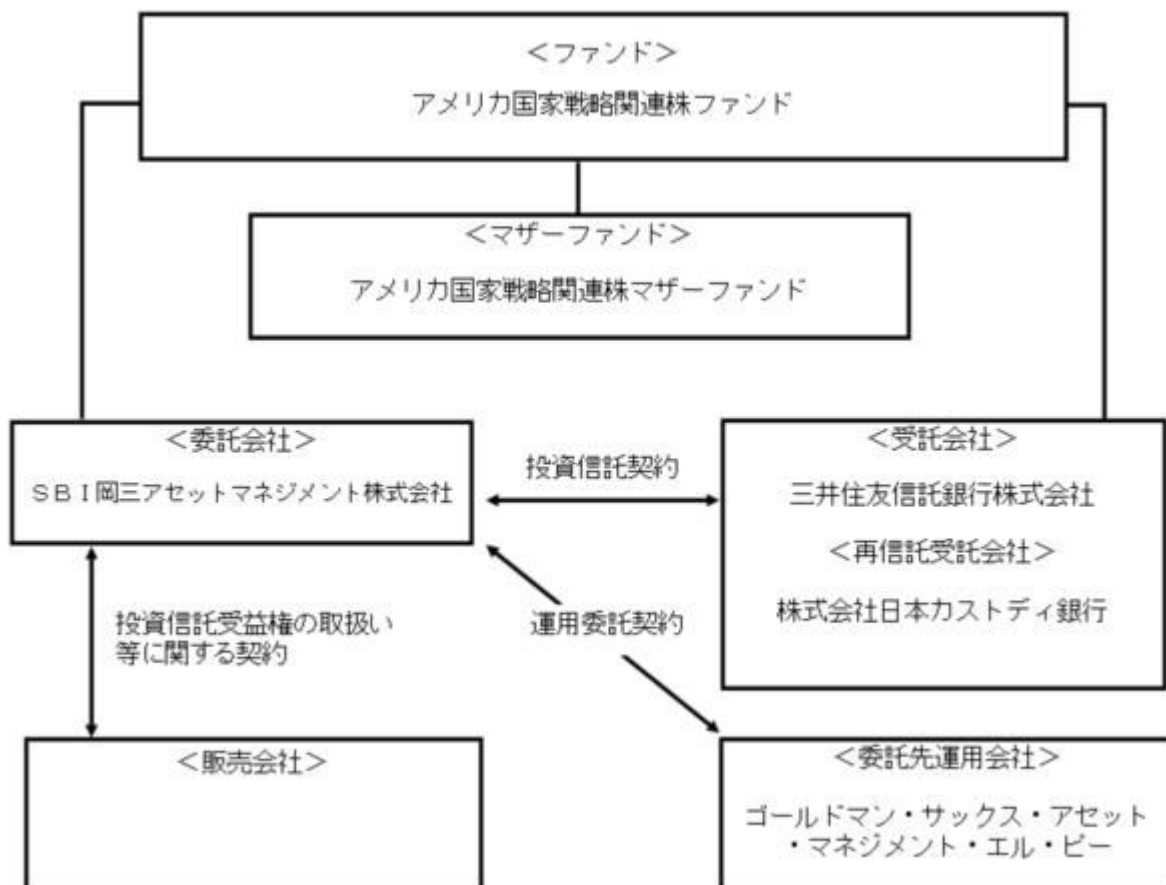 ＜ファンド＞
アメリカ国家戦略関連株ファンド
＜マザーファンド＞
アメリカ国家戦略関連株マザーファンド
＜委託会社＞
ＳＢＩ岡三アセットマネジメント株式会社
投資信託契約
＜受託会社＞
三井住友信託銀行株式会社
＜再信託受託会社＞
株式会社日本カストディ銀行
投資信託受益権の取扱い
等に関する契約
運用委託契約
＜販売会社＞
＜委託先運用会社＞
ゴールドマン・サックス・アセット
・マネジメント・エル・ピー